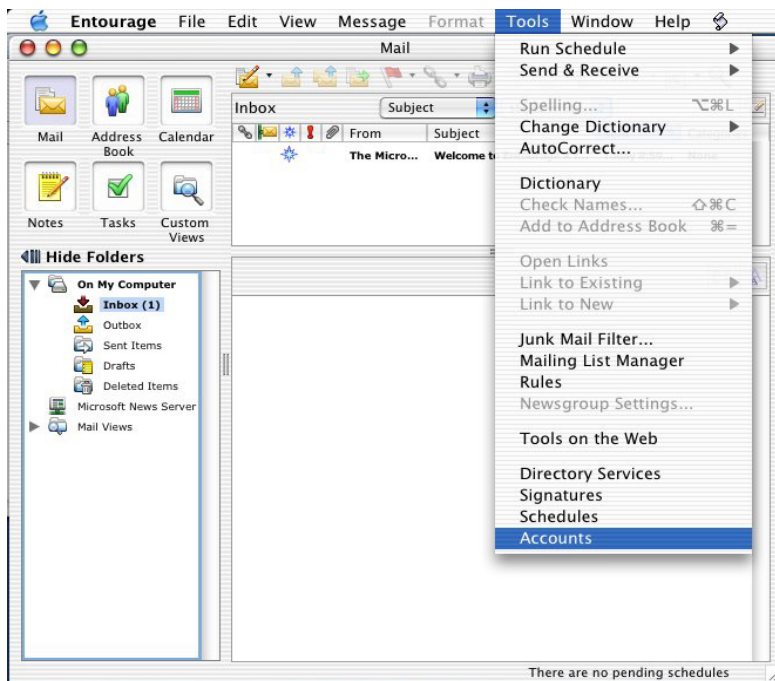 Entourage File Edit View Message Format Tools Window Help
Mail
Run Schedule
Send & Receive
Spelling... ⌥⌘L
Change Dictionary
AutoCorrect...
Dictionary
Check Names... ⇧⌘C
Add to Address Book ⌘=
Open Links
Link to Existing
Link to New
Junk Mail Filter...
Mailing List Manager
Rules
Newsgroup Settings...
Tools on the Web
Directory Services
Signatures
Schedules
Accounts
Mail Address Book Calendar
Notes Tasks Custom Views
Hide Folders
On My Computer
Inbox (1)
Outbox
Sent Items
Drafts
Deleted Items
Microsoft News Server
Mail Views
Inbox Subject
From Subject
The Micro... Welcome to
There are no pending schedules